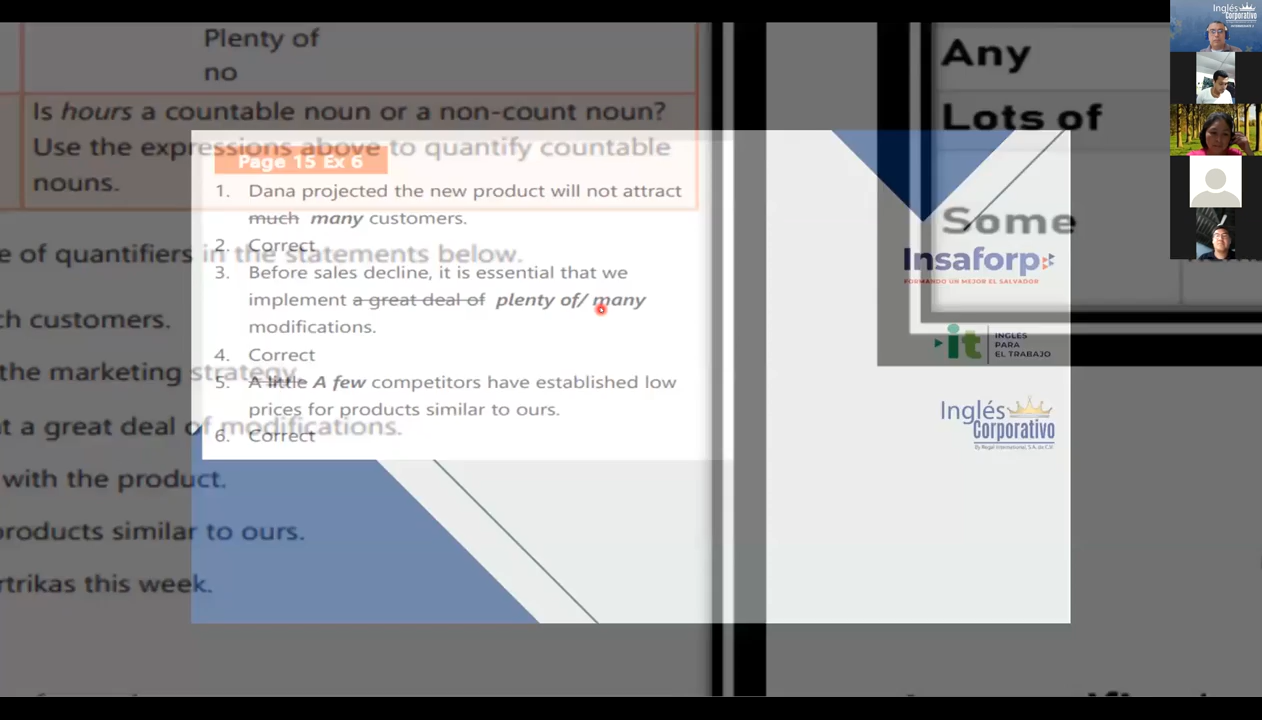 Plenty of
no
Is hours a countable noun or a non-count noun?
Use the expressions above to quantify countable
nouns.
Page 15 Ex 6
1. Dana projected the new product will not attract
much many customers.
2. Correct
3. Before sales decline, it is essential that we
implement a great deal of plenty of/ many
modifications.
4. Correct
5. A little A few competitors have established low
prices for products similar to ours.
6. Correct
e of quantifiers in the statements below.
ch customers.
the marketing strategy.
t a great deal of modifications.
with the product.
products similar to ours.
rtrikas this week.
Any
Lots of
Some
Insaforp
FORMANDO UN MEJOR EL SALVADOR
it
INGLÉS
PARA
EL TRABAJO
Inglés
Corporativo
By Regal International, S.A. de C.V.
Inglés
Corporativo